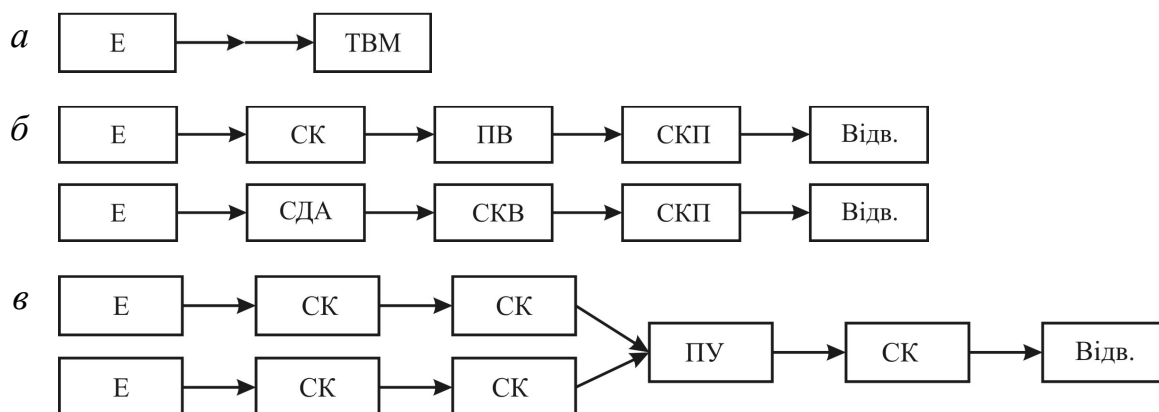 а Е ТВМ
б Е СК ПВ СКП Відв.
Е СДА СКВ СКП Відв.
в Е СК СК
ПУ СК Відв.
Е СК СК